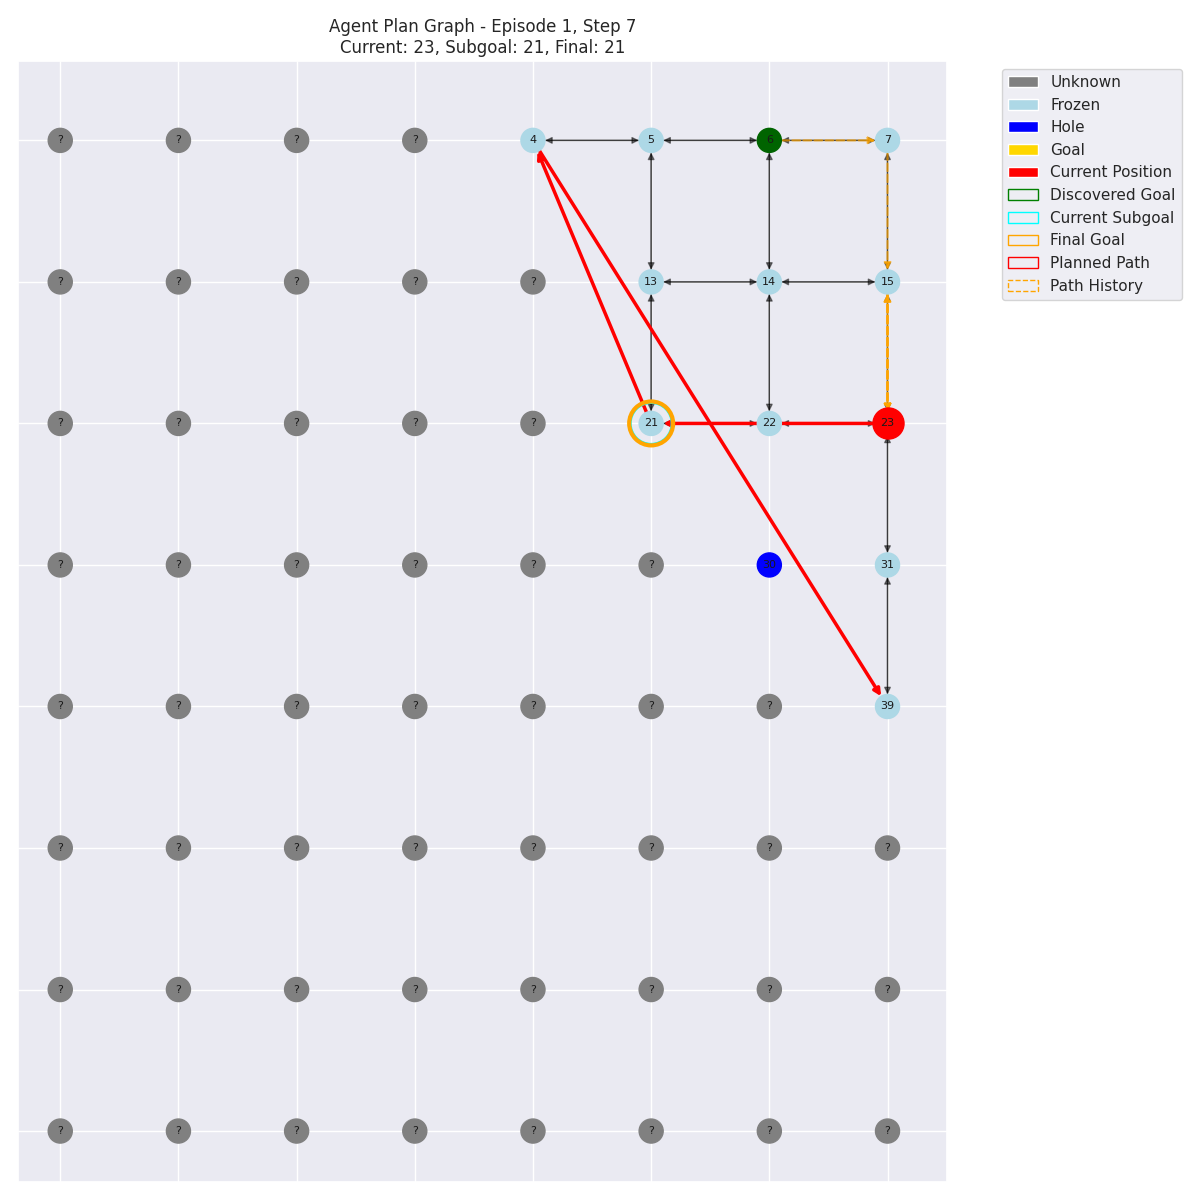 Agent Plan Graph - Episode 1, Step 7
Current: 23, Subgoal: 21, Final: 21
? ? ? ? 4 5 6 7
? ? ? ? ? 13 14 15
? ? ? ? ? 21 22 23
? ? ? ? ? ? 30 31
? ? ? ? ? ? ? 39
? ? ? ? ? ? ? ?
? ? ? ? ? ? ? ?
? ? ? ? ? ? ? ?
Unknown
Frozen
Hole
Goal
Current Position
Discovered Goal
Current Subgoal
Final Goal
Planned Path
Path History